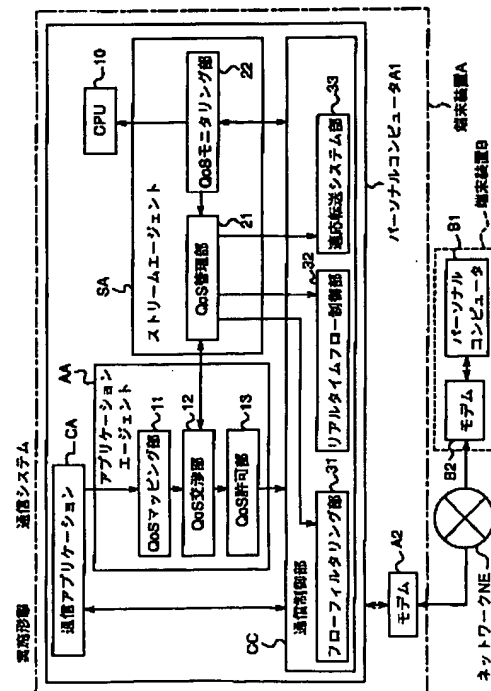 実施形態
通信システム
CA
通信アプリケーション
AA
アプリケーション
エージェント
11
QoSマッピング部
12
QoS交渉部
13
QoS許可部
SA
ストリームエージェント
CPU
10
QoSモニタリング部
22
QoS管理部
21
CC
通信制御部
フローフィルタリング部
31
リアルタイムフロー制御部
32
適応転送システム部
33
パーソナルコンピュータA1
端末装置A
モデム
A2
ネットワークNE
端末装置B
モデム
B2
パーソナル
コンピュータ
B1